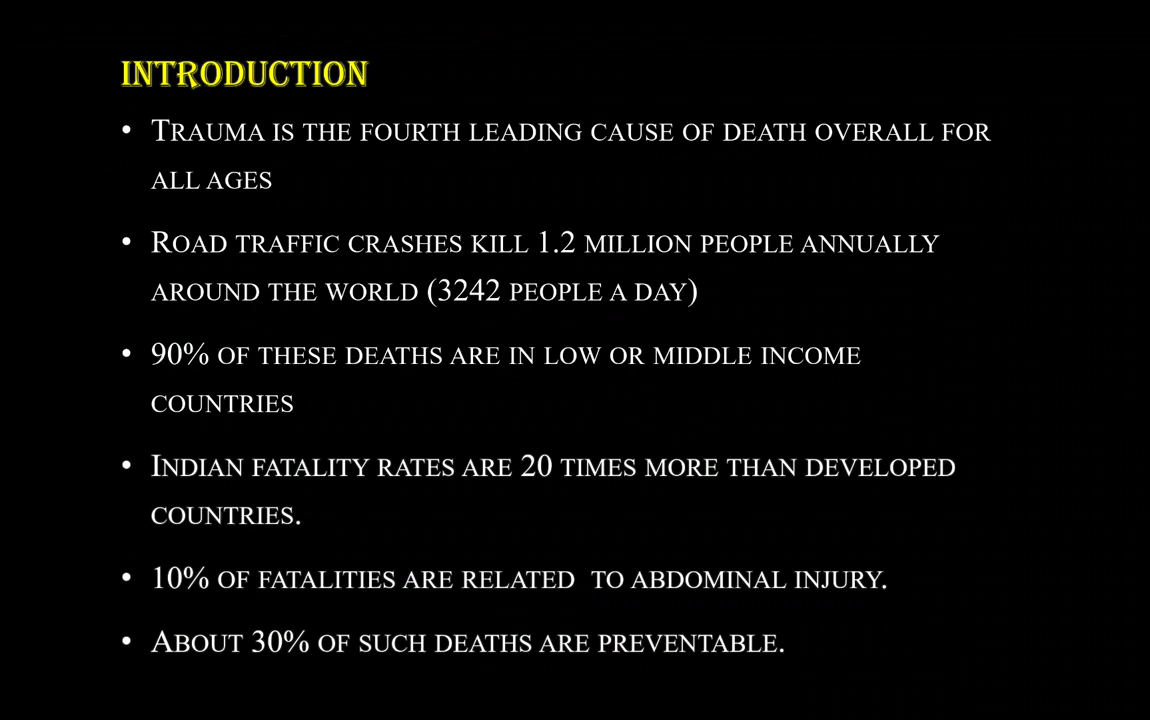 INTRODUCTION
• TRAUMA IS THE FOURTH LEADING CAUSE OF DEATH OVERALL FOR
ALL AGES
• ROAD TRAFFIC CRASHES KILL 1.2 MILLION PEOPLE ANNUALLY
AROUND THE WORLD (3242 PEOPLE A DAY)
• 90% OF THESE DEATHS ARE IN LOW OR MIDDLE INCOME
COUNTRIES
• INDIAN FATALITY RATES ARE 20 TIMES MORE THAN DEVELOPED
COUNTRIES.
• 10% OF FATALITIES ARE RELATED TO ABDOMINAL INJURY.
• ABOUT 30% OF SUCH DEATHS ARE PREVENTABLE.